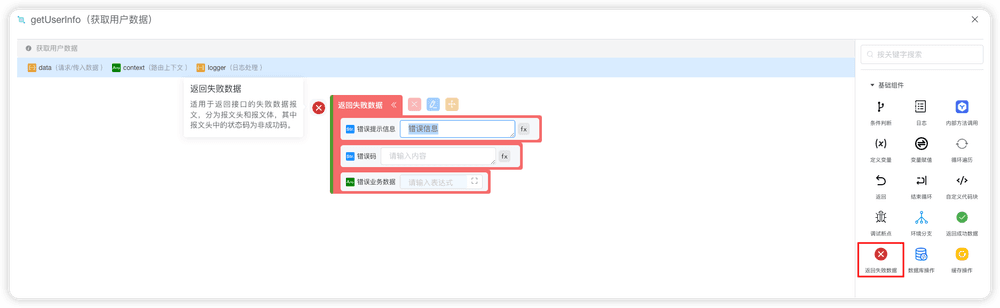 getUserInfo（获取用户数据）
获取用户数据
data（请求/传入数据） context（路由上下文） logger（日志处理）
返回失败数据
适用于返回接口的失败数据报
文，分为报文头和报文体，其中
报文头中的状态码为非成功码。
返回失败数据
错误提示信息 错误信息 fx
错误码 请输入内容 fx
错误业务数据 请输入表达式
按关键字搜索
基础组件
条件判断 日志 内部方法调用
(x)
定义变量 变量赋值 循环遍历
返回 结束循环 自定义代码块
调试断点 环境分支 返回成功数据
返回失败数据 数据库操作 缓存操作